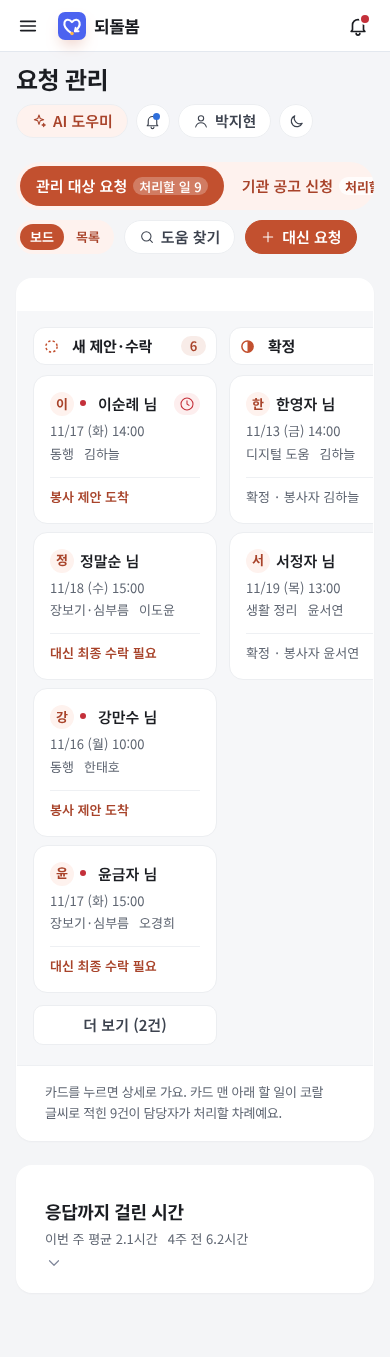 되돌봄
요청 관리
AI 도우미
박지현
처리 대상 요청 처리할 일 9
기관 공고 신청
보드
목록
도움 찾기
대신 요청
새 제안·수락
6
확정
이
이순례 님
11/17 (화) 14:00
동행 김하늘
봉사 제안 도착
정
정말순 님
11/18 (수) 15:00
장보기·심부름 이도윤
대신 최종 수락 필요
강
강만수 님
11/16 (월) 10:00
동행 한태호
봉사 제안 도착
윤
윤금자 님
11/17 (화) 15:00
장보기·심부름 오경희
대신 최종 수락 필요
더 보기 (2건)
한
한영자 님
11/13 (금) 14:00
디지털 도움 김하늘
확정 · 봉사자 김하늘
서
서정자 님
11/19 (목) 13:00
생활 정리 윤서연
확정 · 봉사자 윤서연
카드를 누르면 상세로 가요. 카드 맨 아래 할 일이 코랄
글씨로 적힌 9건이 담당자가 처리할 차례예요.
응답까지 걸린 시간
이번 주 평균 2.1시간 4주 전 6.2시간